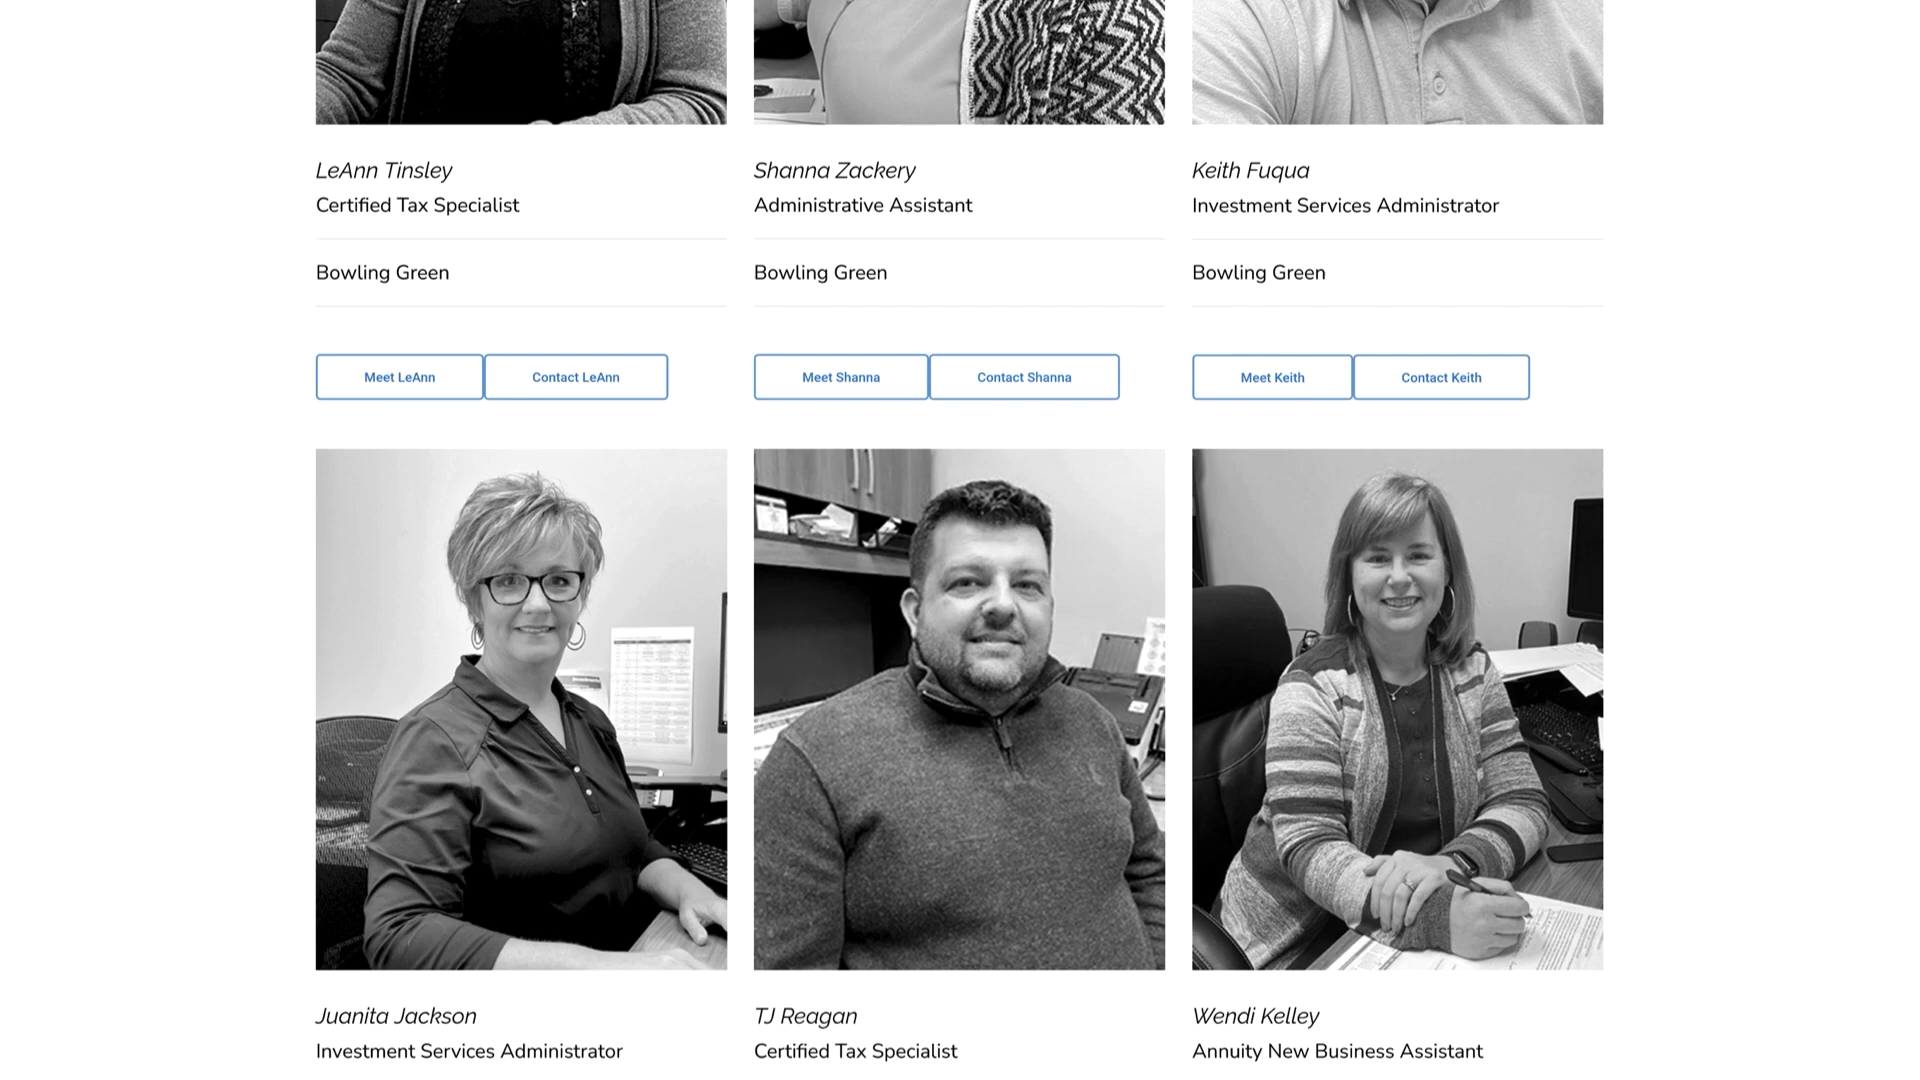 LeAnn Tinsley
Certified Tax Specialist
Bowling Green
Meet LeAnn
Contact LeAnn
Shanna Zackery
Administrative Assistant
Bowling Green
Meet Shanna
Contact Shanna
Keith Fuqua
Investment Services Administrator
Bowling Green
Meet Keith
Contact Keith
Juanita Jackson
Investment Services Administrator
TJ Reagan
Certified Tax Specialist
Wendi Kelley
Annuity New Business Assistant